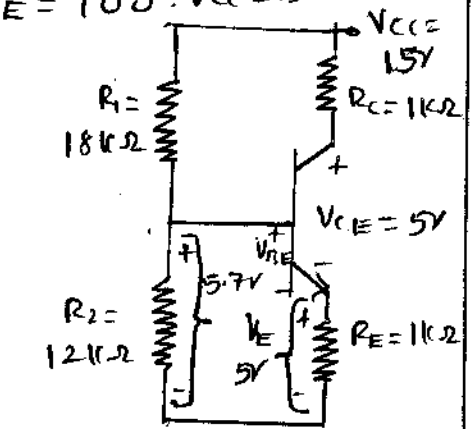 E = 100. VCC
VCC =
15V
R1 =
18KΩ
RC = 1KΩ
+
VCE = 5V
+
VBE
-
-
+
5.7V
R2 =
12KΩ
VE
+
5V
RE = 1KΩ
-
-